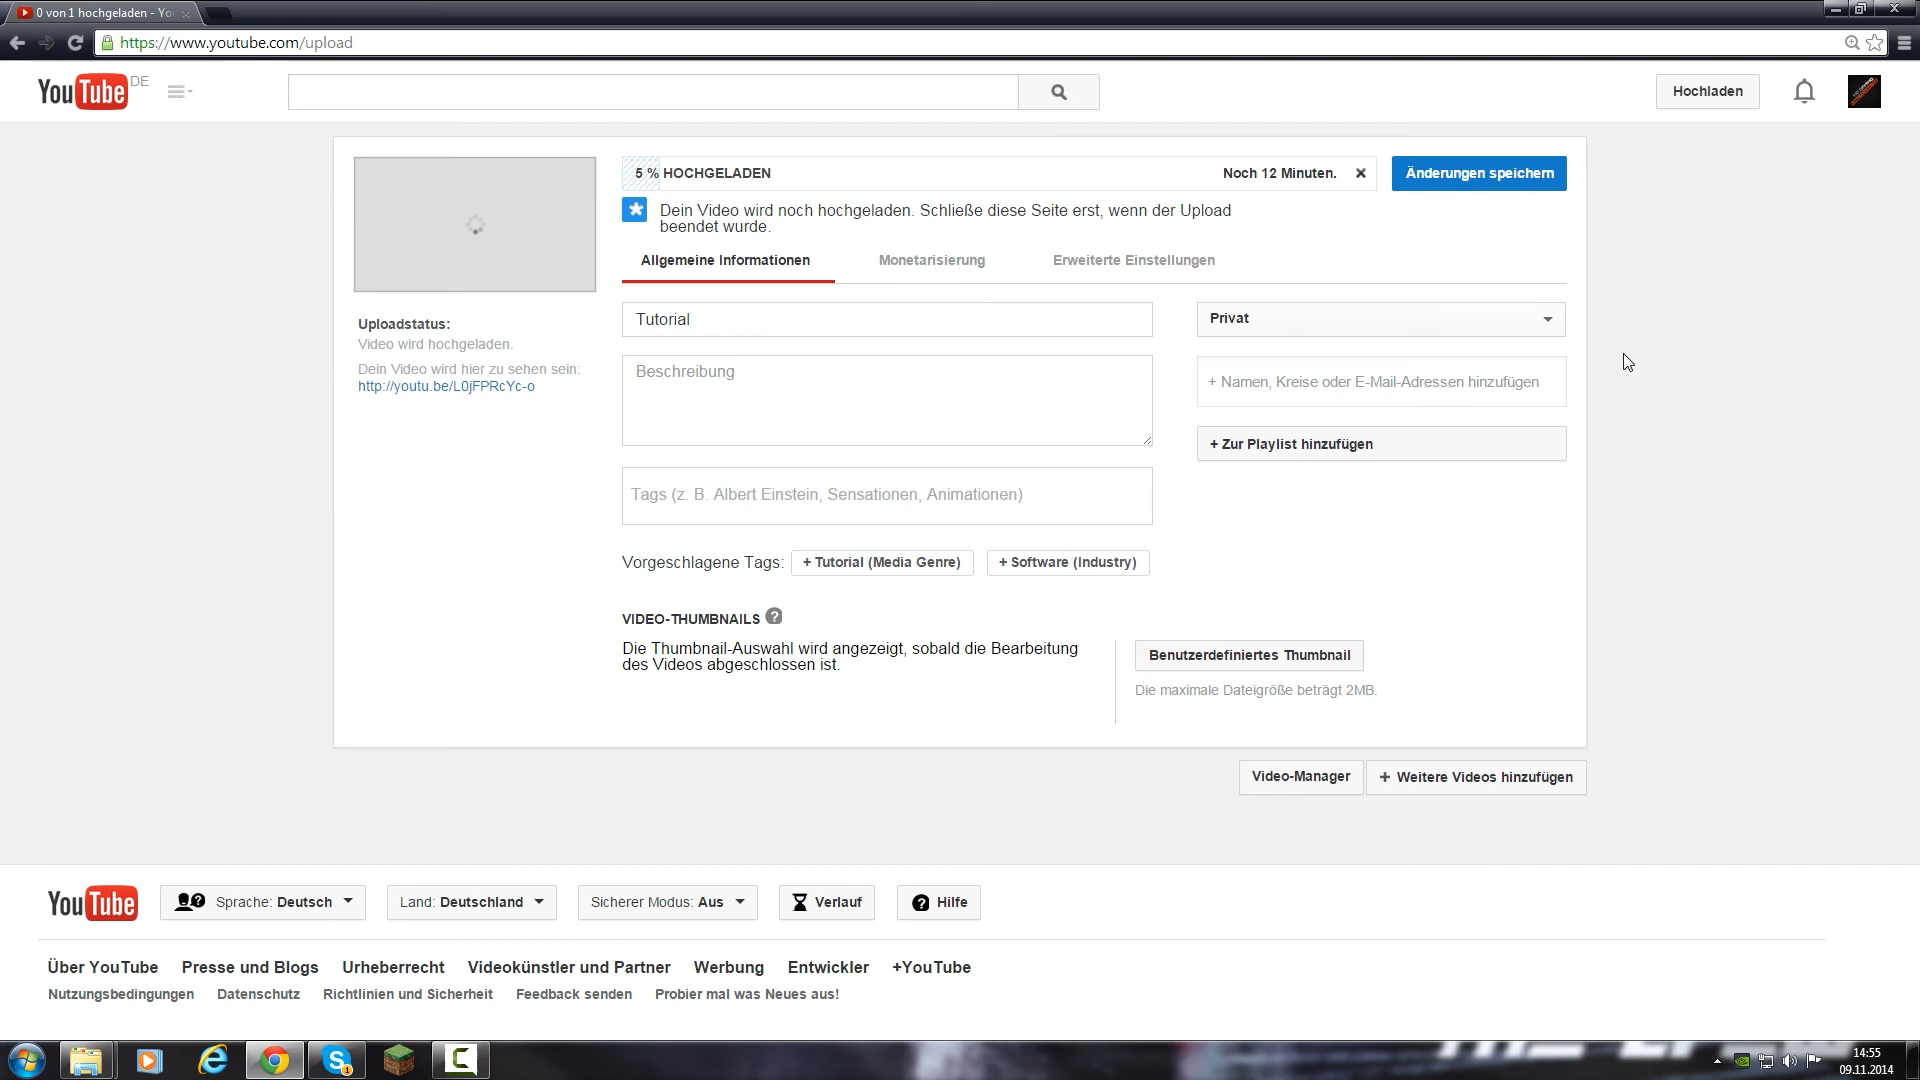 0 von 1 hochgeladen - Yo
https://www.youtube.com/upload
YouTube DE
Hochladen
5 % HOCHGELADEN
Noch 12 Minuten.
Änderungen speichern
Dein Video wird noch hochgeladen. Schließe diese Seite erst, wenn der Upload
beendet wurde.
Allgemeine Informationen
Monetarisierung
Erweiterte Einstellungen
Uploadstatus:
Video wird hochgeladen.
Dein Video wird hier zu sehen sein:
http://youtu.be/L0jFPRcYc-o
Tutorial
Privat
Beschreibung
+ Namen, Kreise oder E-Mail-Adressen hinzufügen
+ Zur Playlist hinzufügen
Tags (z. B. Albert Einstein, Sensationen, Animationen)
Vorgeschlagene Tags: + Tutorial (Media Genre) + Software (Industry)
VIDEO-THUMBNAILS ?
Die Thumbnail-Auswahl wird angezeigt, sobald die Bearbeitung
des Videos abgeschlossen ist.
Benutzerdefiniertes Thumbnail
Die maximale Dateigröße beträgt 2MB.
Video-Manager
+ Weitere Videos hinzufügen
YouTube
Sprache: Deutsch
Land: Deutschland
Sicherer Modus: Aus
Verlauf
Hilfe
Über YouTube Presse und Blogs Urheberrecht Videokünstler und Partner Werbung Entwickler +YouTube
Nutzungsbedingungen Datenschutz Richtlinien und Sicherheit Feedback senden Probier mal was Neues aus!
14:55
09.11.2014